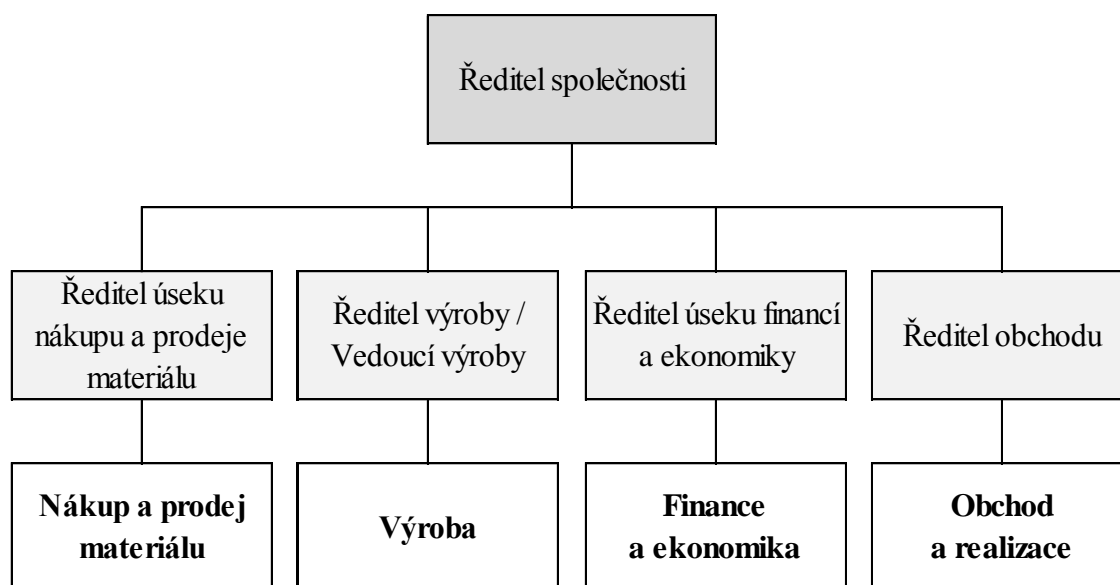 Ředitel společnosti
Ředitel úseku
nákupu a prodeje
materiálu
Ředitel výroby /
Vedoucí výroby
Ředitel úseku financí
a ekonomiky
Ředitel obchodu
Nákup a prodej
materiálu
Výroba
Finance
a ekonomika
Obchod
a realizace